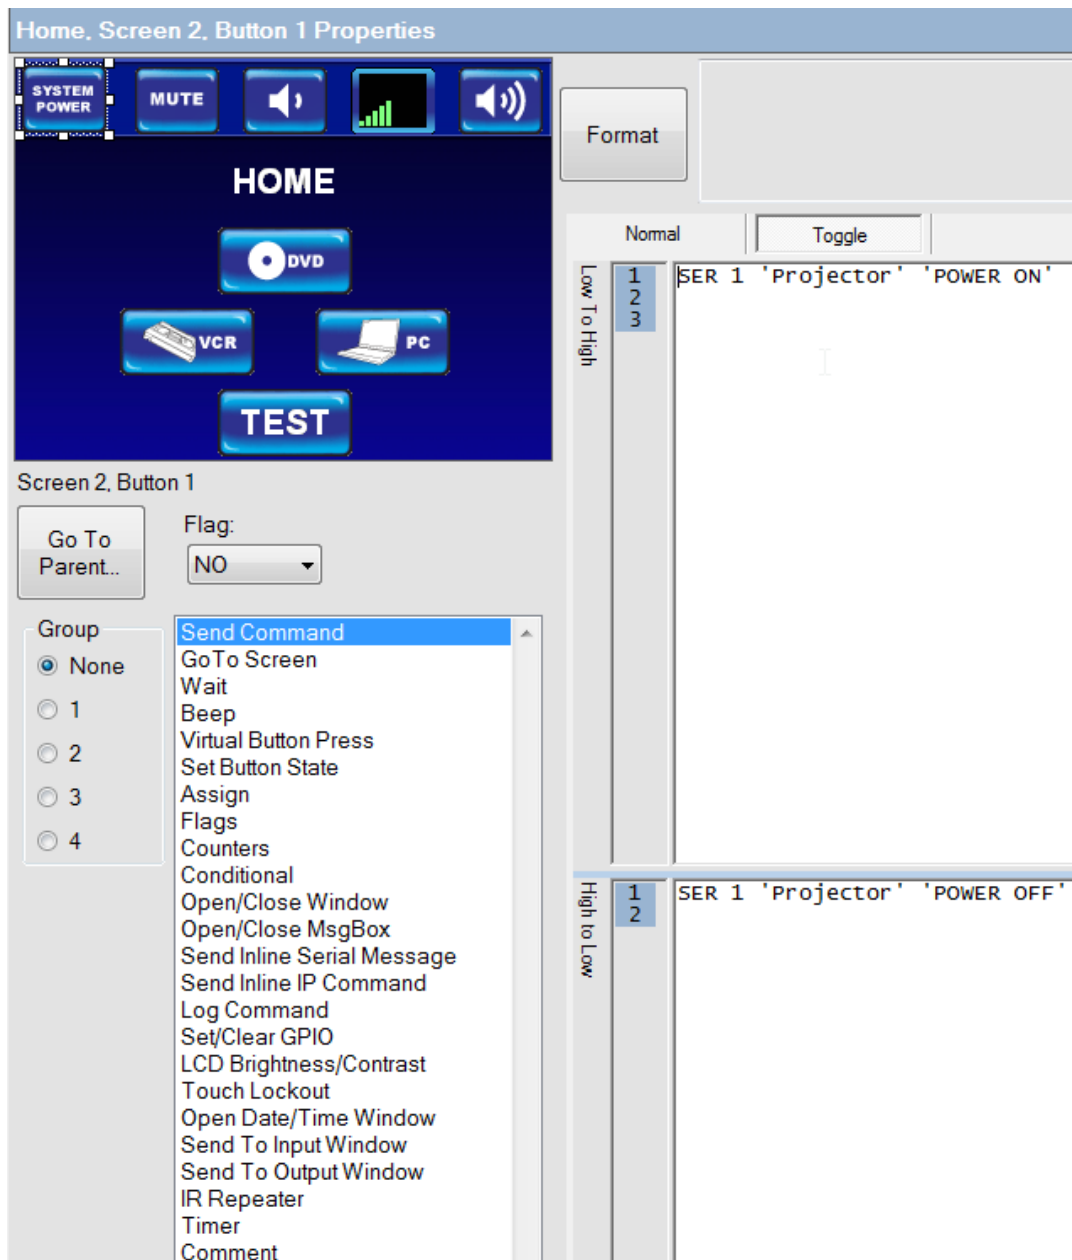 Home, Screen 2, Button 1 Properties
SYSTEM
POWER
MUTE
HOME
DVD
VCR
PC
TEST
Screen 2, Button 1
Go To
Parent...
Flag:
NO
Group
None
1
2
3
4
Send Command
GoTo Screen
Wait
Beep
Virtual Button Press
Set Button State
Assign
Flags
Counters
Conditional
Open/Close Window
Open/Close MsgBox
Send Inline Serial Message
Send Inline IP Command
Log Command
Set/Clear GPIO
LCD Brightness/Contrast
Touch Lockout
Open Date/Time Window
Send To Input Window
Send To Output Window
IR Repeater
Timer
Comment
Format
Normal
Toggle
Low To High
1 SER 1 'Projector' 'POWER ON'
2
3
High to Low
1 SER 1 'Projector' 'POWER OFF'
2